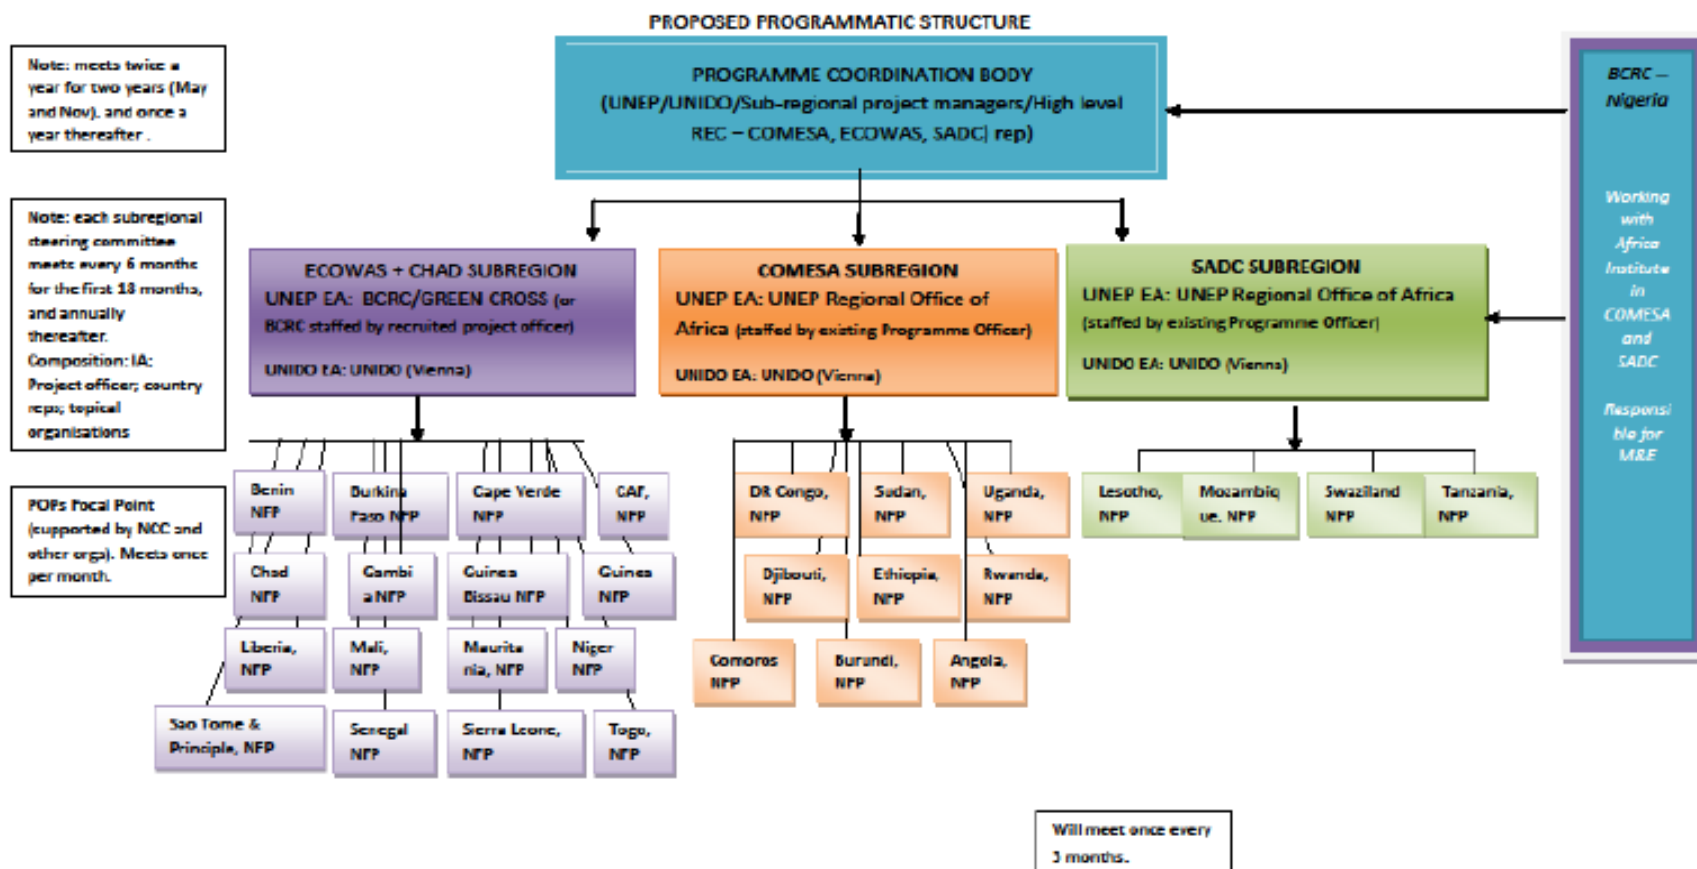 PROPOSED PROGRAMMATIC STRUCTURE
Note: meets twice a
year for two years (May
and Nov), and once a
year thereafter .
PROGRAMME COORDINATION BODY
(UNEP/UNIDO/Sub-regional project managers/High level
REC – COMESA, ECOWAS, SADC| rep)
BCRC –
Nigeria
Working
with
Africa
Institute
in
COMESA
and
SADC
Responsi
ble for
M&E
Note: each subregional
steering committee
meets every 6 months
for the first 18 months,
and annually
thereafter.
Composition: IA;
Project officer; country
reps; topical
organisations
ECOWAS + CHAD SUBREGION
UNEP EA: BCRC/GREEN CROSS (or
BCRC staffed by recruited project officer)
UNIDO EA: UNIDO (Vienna)
COMESA SUBREGION
UNEP EA: UNEP Regional Office of
Africa (staffed by existing Programme Officer)
UNIDO EA: UNIDO (Vienna)
SADC SUBREGION
UNEP EA: UNEP Regional Office of Africa
(staffed by existing Programme Officer)
UNIDO EA: UNIDO (Vienna)
POPs Focal Point
(supported by NCC and
other orgs). Meets once
per month.
Benin
NFP
Burkina
Faso NFP
Cape Verde
NFP
CAF,
NFP
Chad
NFP
Gambi
a NFP
Guinea
Bissau NFP
Guinea
NFP
Liberia,
NFP
Mali,
NFP
Maurita
nia, NFP
Niger
NFP
Sao Tome &
Principle, NFP
Senegal
NFP
Sierra Leone,
NFP
Togo,
NFP
DR Congo,
NFP
Sudan,
NFP
Uganda,
NFP
Djibouti,
NFP
Ethiopia,
NFP
Rwanda,
NFP
Comoros
NFP
Burundi,
NFP
Angola,
NFP
Lesotho,
NFP
Mozambiq
ue, NFP
Swaziland
NFP
Tanzania,
NFP
Will meet once every
3 months.